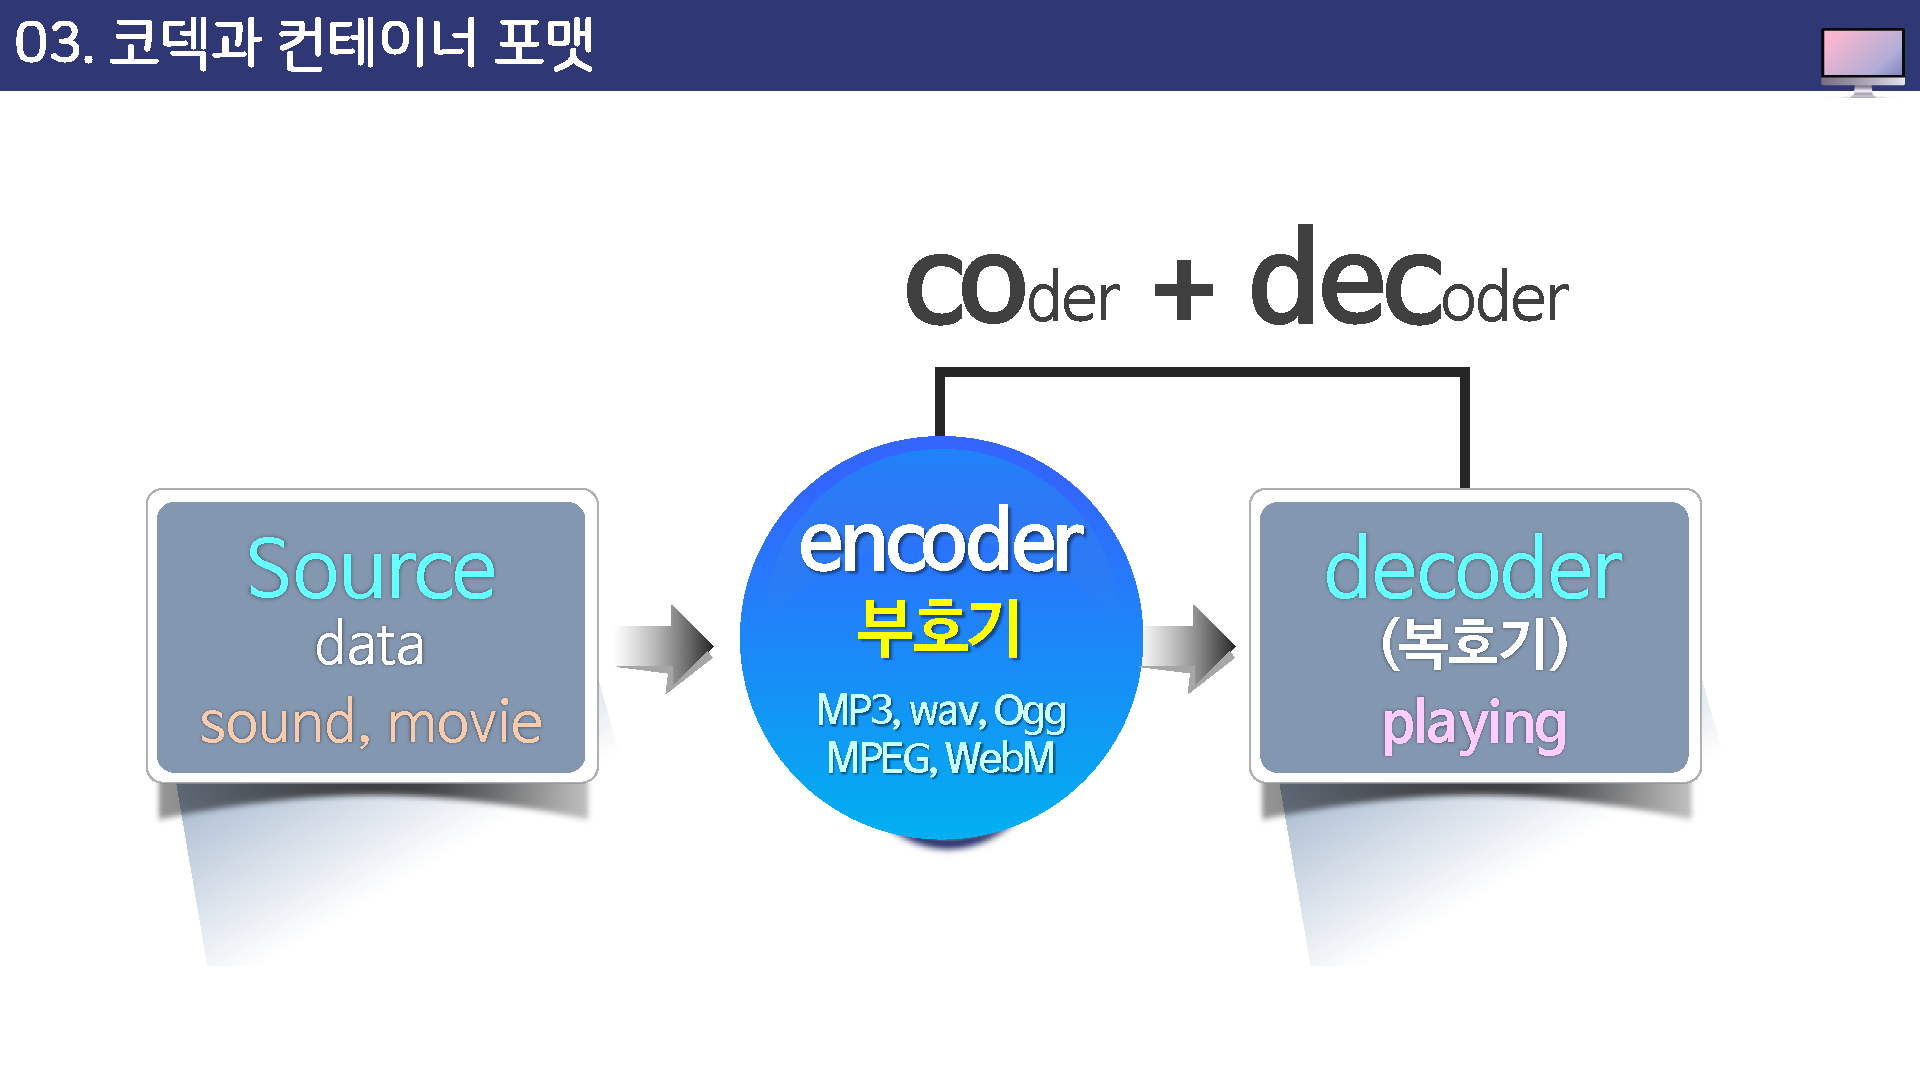 03. 코덱과 컨테이너 포맷
coder + decoder
Source
data
sound, movie
encoder
부호기
MP3, wav, Ogg
MPEG, WebM
decoder
(복호기)
playing